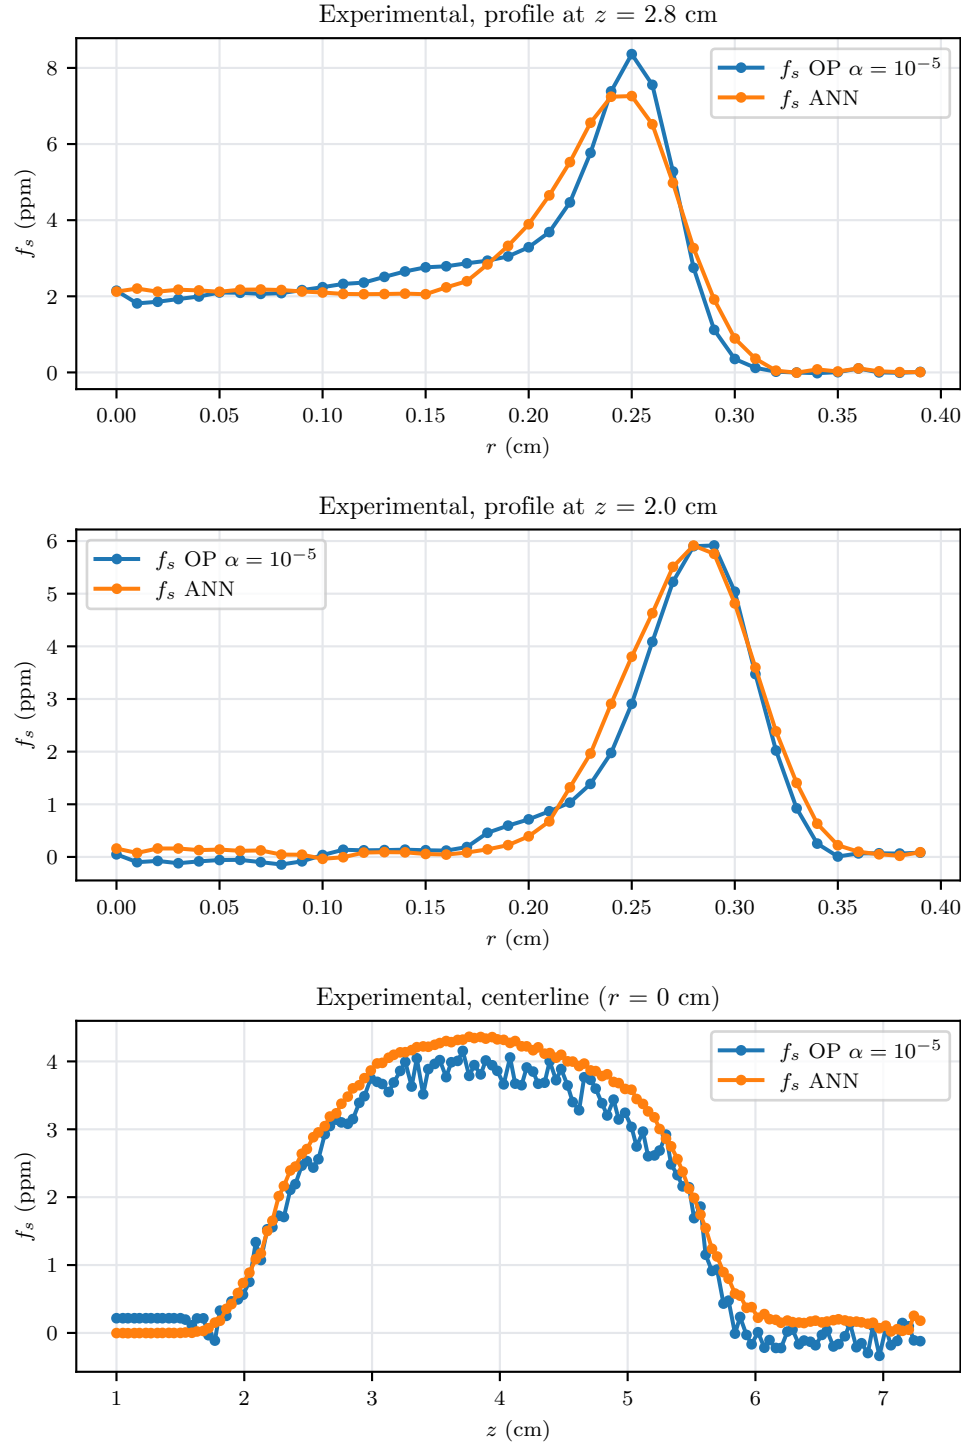 Experimental, profile at z = 2.8 cm
f_s OP α = 10⁻⁵
f_s ANN
8
6
4
2
0
f_s (ppm)
0.00 0.05 0.10 0.15 0.20 0.25 0.30 0.35 0.40
r (cm)
Experimental, profile at z = 2.0 cm
f_s OP α = 10⁻⁵
f_s ANN
6
5
4
3
2
1
0
f_s (ppm)
0.00 0.05 0.10 0.15 0.20 0.25 0.30 0.35 0.40
r (cm)
Experimental, centerline (r = 0 cm)
f_s OP α = 10⁻⁵
f_s ANN
4
3
2
1
0
f_s (ppm)
1 2 3 4 5 6 7
z (cm)